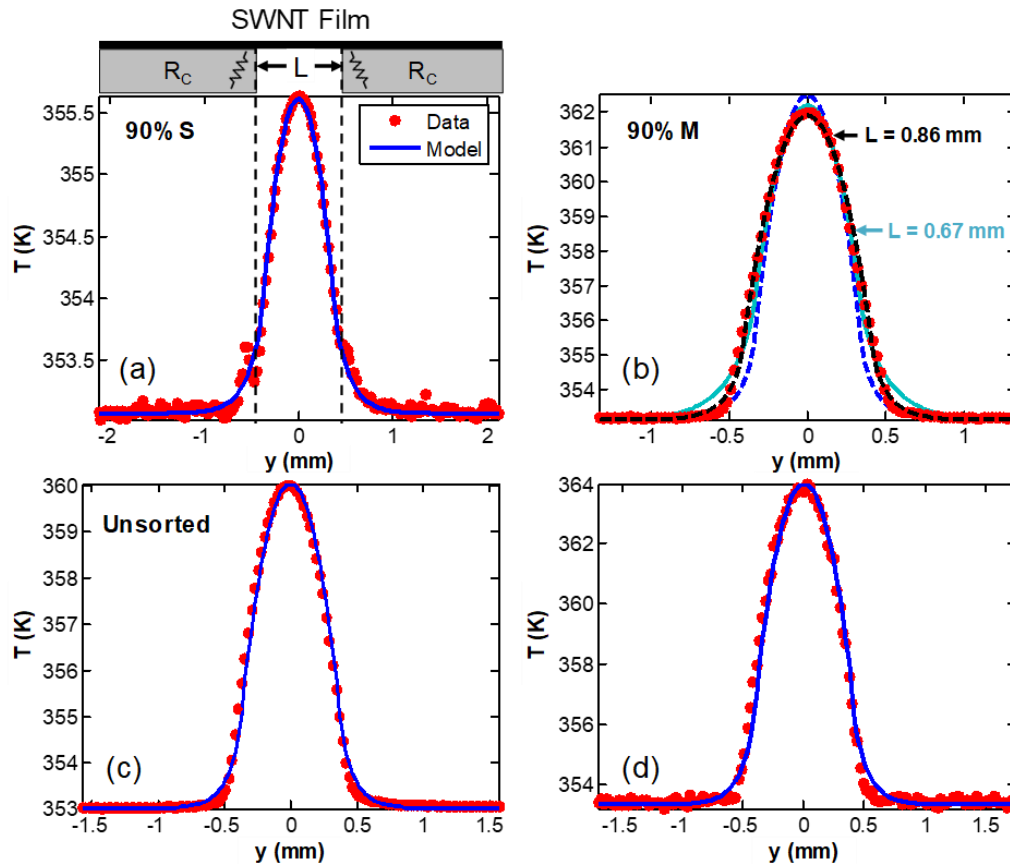 SWNT Film
R_C L R_C
90% S
Data
Model
355.5
355
354.5
354
353.5
T (K)
(a)
-2 -1 0 1 2
y (mm)
90% M
L = 0.86 mm
L = 0.67 mm
362
361
360
359
358
357
356
355
354
T (K)
(b)
-1 -0.5 0 0.5 1
y (mm)
Unsorted
360
359
358
357
356
355
354
353
T (K)
(c)
-1.5 -1 -0.5 0 0.5 1 1.5
y (mm)
364
362
360
358
356
354
T (K)
(d)
-1.5 -1 -0.5 0 0.5 1 1.5
y (mm)